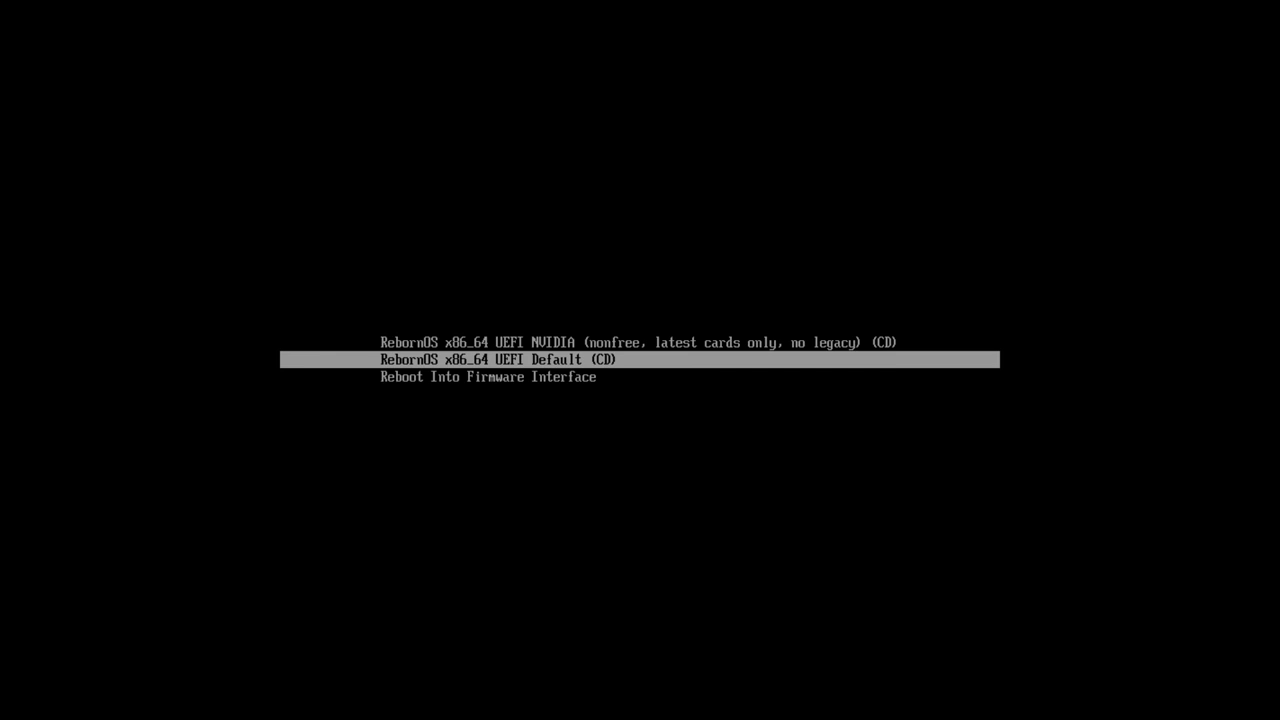 RebornOS x86_64 UEFI NVIDIA (nonfree, latest cards only, no legacy) (CD)
RebornOS x86_64 UEFI Default (CD)
Reboot Into Firmware Interface